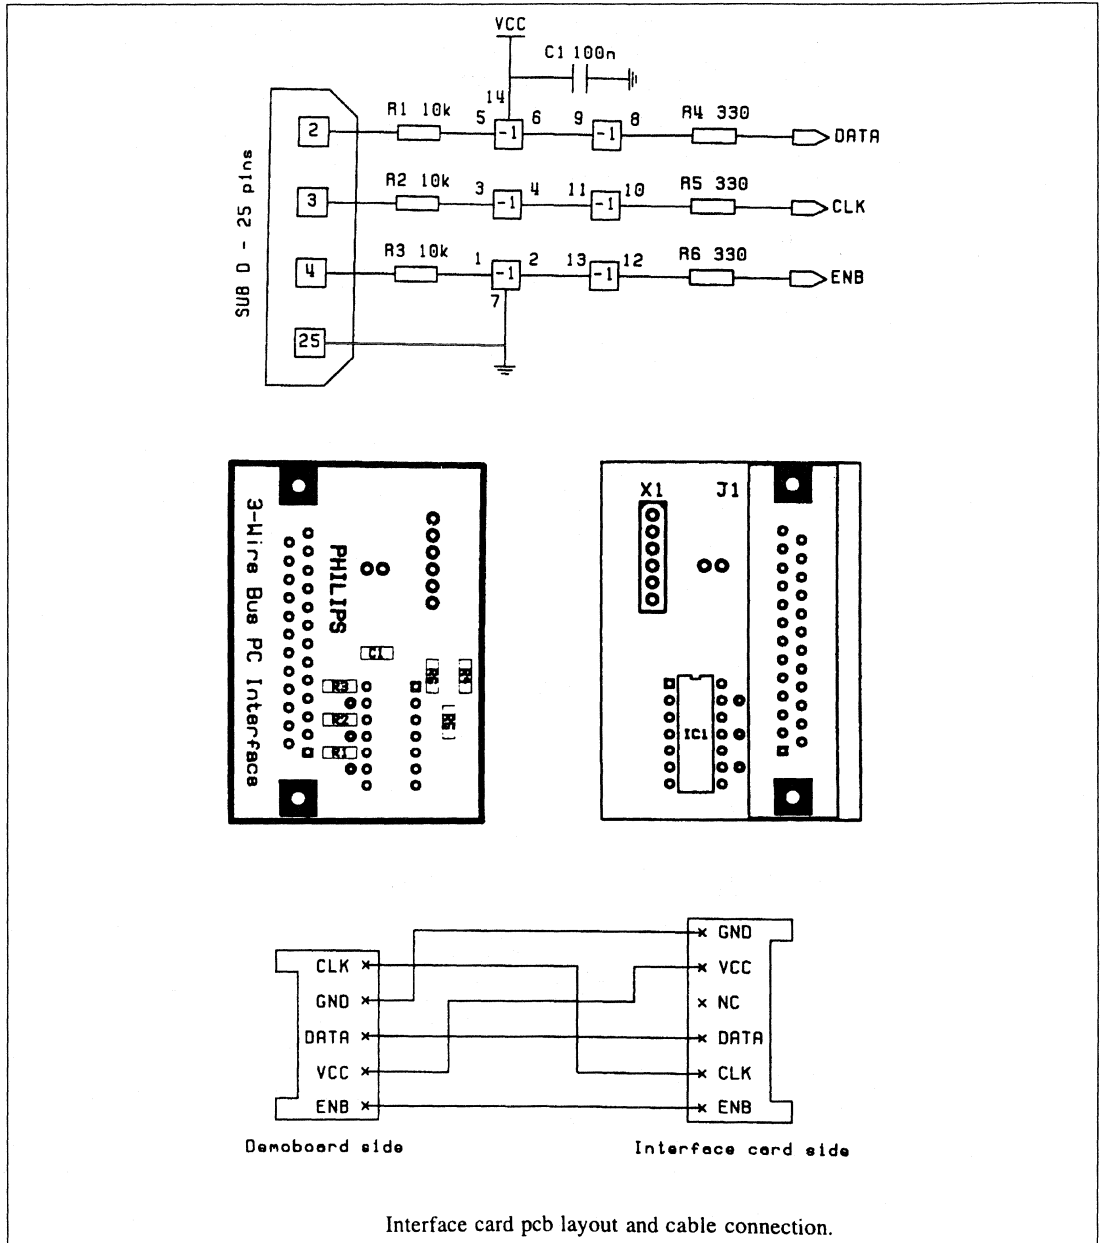 VCC
C1 100n
14
R1 10k 5 6 9 8 R4 330
2 -1 -1 DATA
R2 10k 3 4 11 10 R5 330
3 -1 -1 CLK
R3 10k 1 2 13 12 R6 330
4 -1 -1 ENB
7
25
SUB D - 25 pins
3-Wire Bus PC Interface
PHILIPS
C1
R3
R2
R1
R6
R4
R5
X1 J1
IC1
CLK
GND
DATA
VCC
ENB
Demoboard side
GND
VCC
NC
DATA
CLK
ENB
Interface card side
Interface card pcb layout and cable connection.